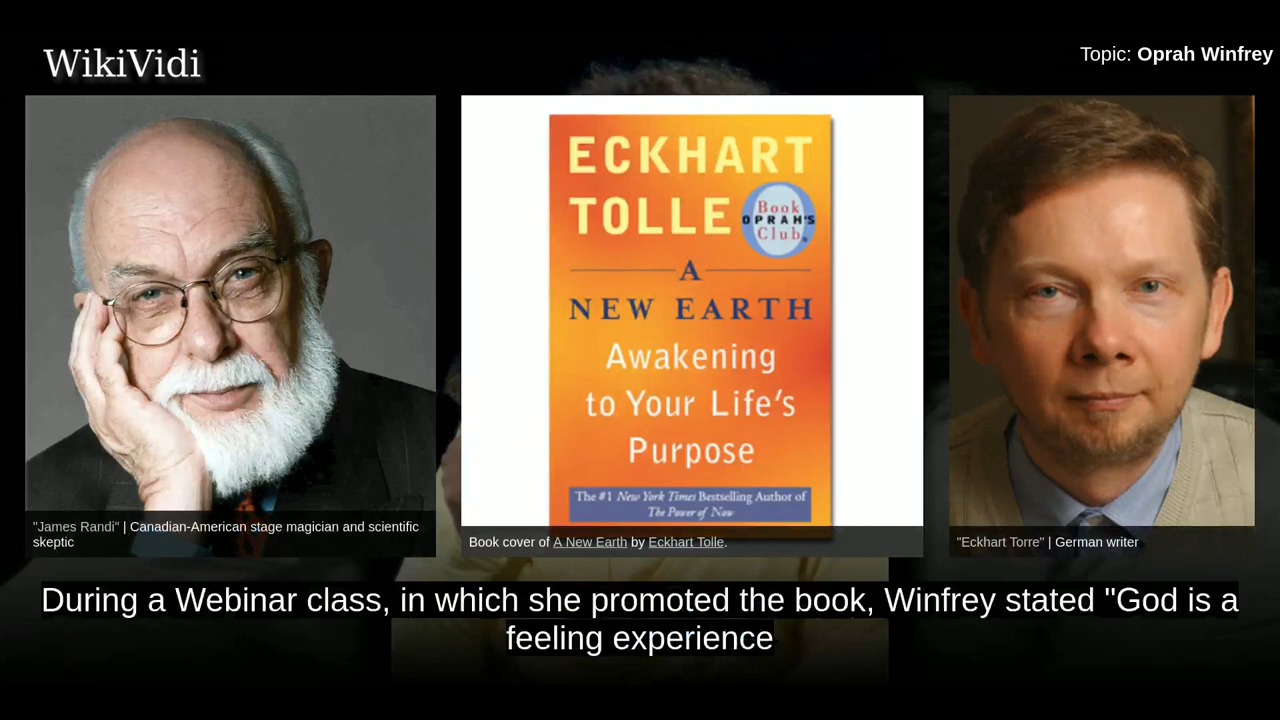 WikiVidi
Topic: Oprah Winfrey
ECKHART
TOLLE
Book
OPRAH'S
Club
A
NEW EARTH
Awakening
to Your Life's
Purpose
The #1 New York Times Bestselling Author of
The Power of Now
"James Randi" | Canadian-American stage magician and scientific
skeptic
Book cover of A New Earth by Eckhart Tolle.
"Eckhart Torre" | German writer
During a Webinar class, in which she promoted the book, Winfrey stated "God is a
feeling experience